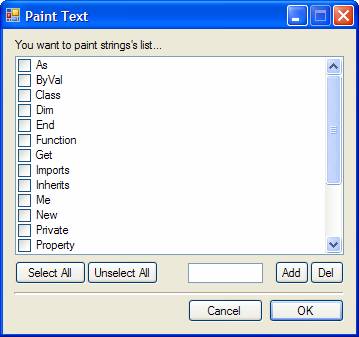 Paint Text
You want to paint strings's list...
As
ByVal
Class
Dim
End
Function
Get
Imports
Inherits
Me
New
Private
Property
Select All Unselect All Add Del
Cancel OK